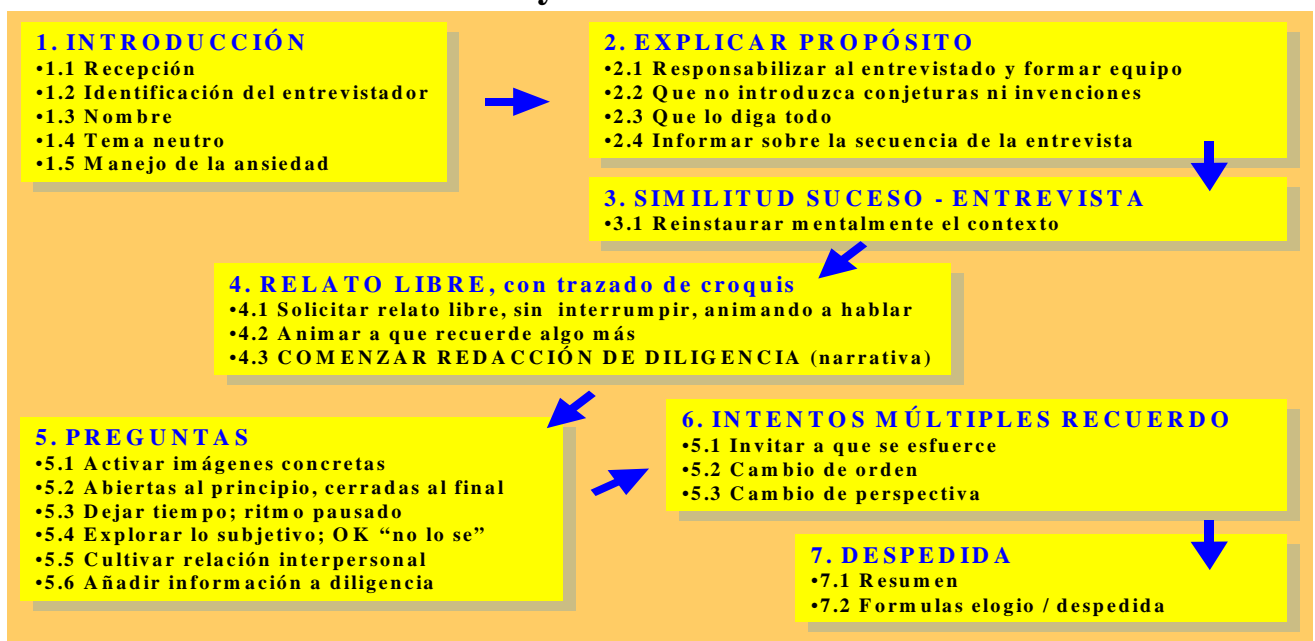 1. INTRODUCCIÓN
•1.1 Recepción
•1.2 Identificación del entrevistador
•1.3 Nombre
•1.4 Tema neutro
•1.5 Manejo de la ansiedad
2. EXPLICAR PROPÓSITO
•2.1 Responsabilizar al entrevistado y formar equipo
•2.2 Que no introduzca conjeturas ni invenciones
•2.3 Que lo diga todo
•2.4 Informar sobre la secuencia de la entrevista
3. SIMILITUD SUCESO - ENTREVISTA
•3.1 Reinstaurar mentalmente el contexto
4. RELATO LIBRE, con trazado de croquis
•4.1 Solicitar relato libre, sin interrumpir, animando a hablar
•4.2 Animar a que recuerde algo más
•4.3 COMENZAR REDACCIÓN DE DILIGENCIA (narrativa)
5. PREGUNTAS
•5.1 Activar imágenes concretas
•5.2 Abiertas al principio, cerradas al final
•5.3 Dejar tiempo; ritmo pausado
•5.4 Explorar lo subjetivo; OK “no lo se”
•5.5 Cultivar relación interpersonal
•5.6 Añadir información a diligencia
6. INTENTOS MÚLTIPLES RECUERDO
•5.1 Invitar a que se esfuerce
•5.2 Cambio de orden
•5.3 Cambio de perspectiva
7. DESPEDIDA
•7.1 Resumen
•7.2 Formulas elogio / despedida